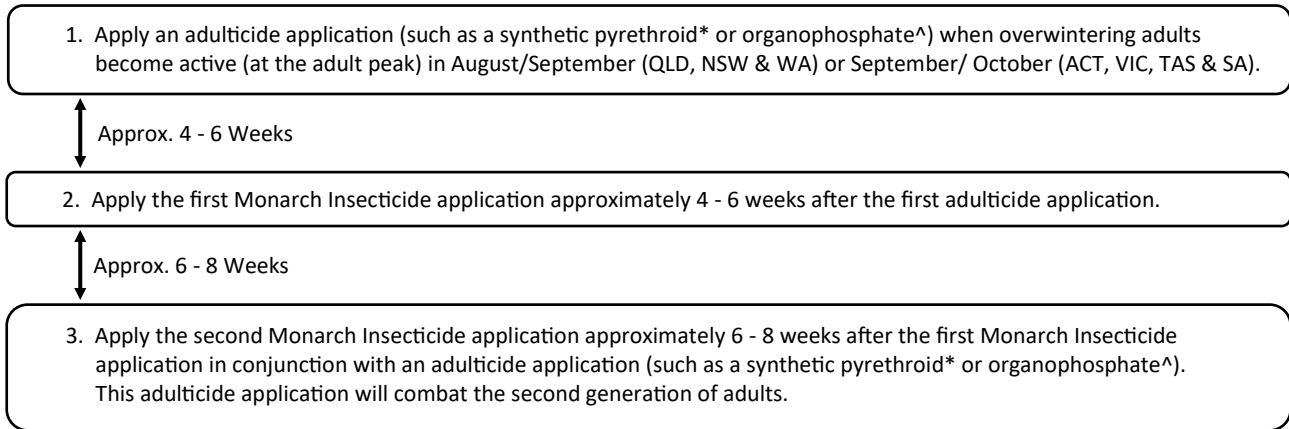 1. Apply an adulticide application (such as a synthetic pyrethroid* or organophosphate^) when overwintering adults
become active (at the adult peak) in August/September (QLD, NSW & WA) or September/ October (ACT, VIC, TAS & SA).
Approx. 4 - 6 Weeks
2. Apply the first Monarch Insecticide application approximately 4 - 6 weeks after the first adulticide application.
Approx. 6 - 8 Weeks
3. Apply the second Monarch Insecticide application approximately 6 - 8 weeks after the first Monarch Insecticide
application in conjunction with an adulticide application (such as a synthetic pyrethroid* or organophosphate^).
This adulticide application will combat the second generation of adults.